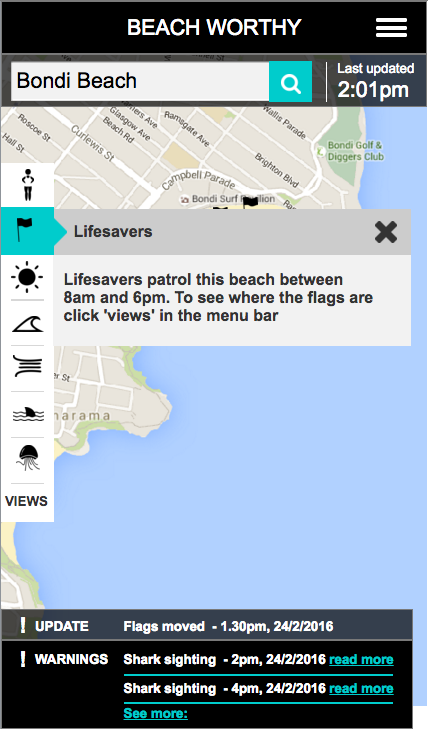 BEACH WORTHY
Bondi Beach
Last updated
2:01pm
Roscoe St
Glasgow Ave
Ramsgate Ave
Wallis Parade
Beach Rd
Hall St
Curlewis St
Brighton Blvd
Bondi Golf &
Diggers Club
Campbell Parade
Bondi Surf Pavilion
Lifesavers
Lifesavers patrol this beach between
8am and 6pm. To see where the flags are
click 'views' in the menu bar
er St
arama
VIEWS
! UPDATE Flags moved - 1.30pm, 24/2/2016
! WARNINGS Shark sighting - 2pm, 24/2/2016 read more
Shark sighting - 4pm, 24/2/2016 read more
See more: